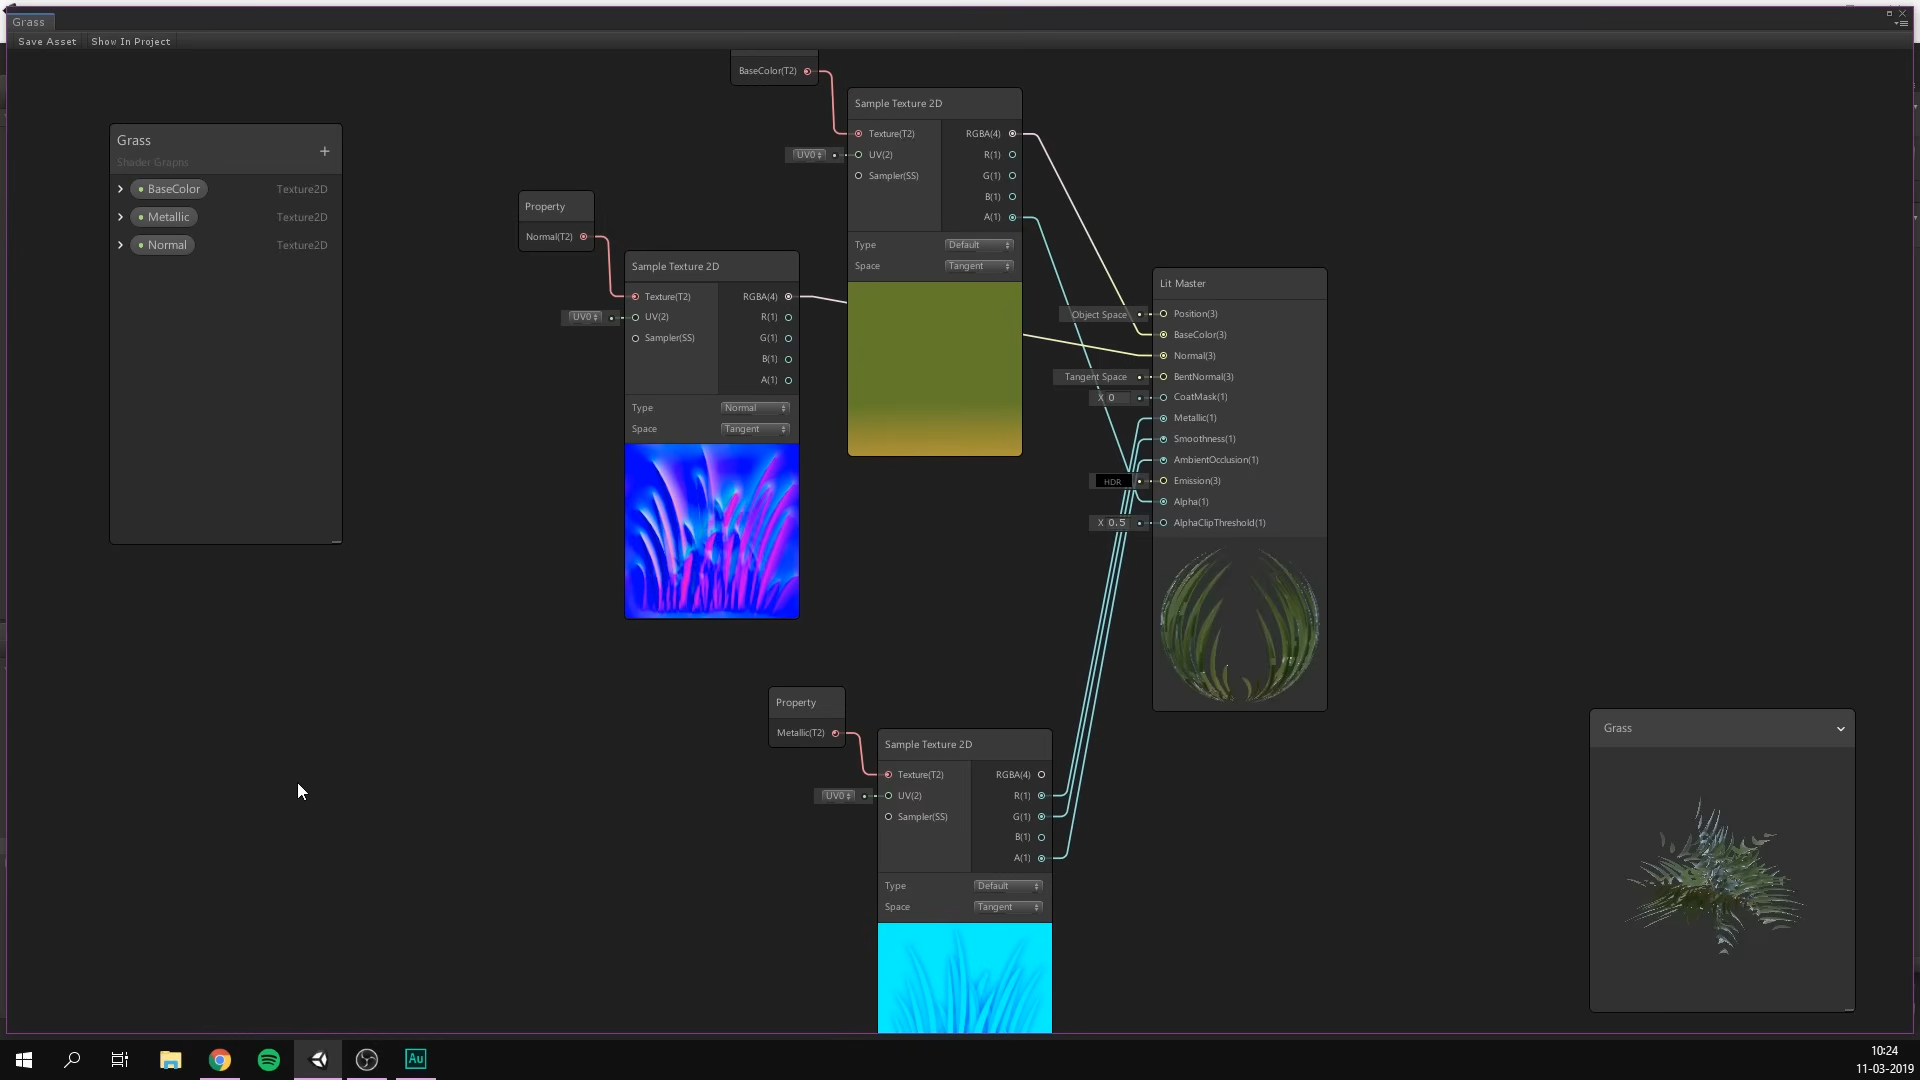 Grass
Save Asset Show In Project
BaseColor(T2)
Sample Texture 2D
Texture(T2) RGBA(4)
UV0 UV(2) R(1)
Sampler(SS) G(1)
B(1)
A(1)
Type Default
Space Tangent
Grass
Shader Graphs
BaseColor Texture2D
Metallic Texture2D
Normal Texture2D
Property
Normal(T2)
Sample Texture 2D
Texture(T2) RGBA(4)
UV0 UV(2) R(1)
Sampler(SS) G(1)
B(1)
A(1)
Type Normal
Space Tangent
Lit Master
Object Space Position(3)
BaseColor(3)
Normal(3)
Tangent Space BentNormal(3)
X 0 CoatMask(1)
Metallic(1)
Smoothness(1)
AmbientOcclusion(1)
HDR Emission(3)
Alpha(1)
X 0.5 AlphaClipThreshold(1)
Property
Metallic(T2)
Sample Texture 2D
Texture(T2) RGBA(4)
UV0 UV(2) R(1)
Sampler(SS) G(1)
B(1)
A(1)
Type Default
Space Tangent
Grass
Au
10:24
11-03-2019